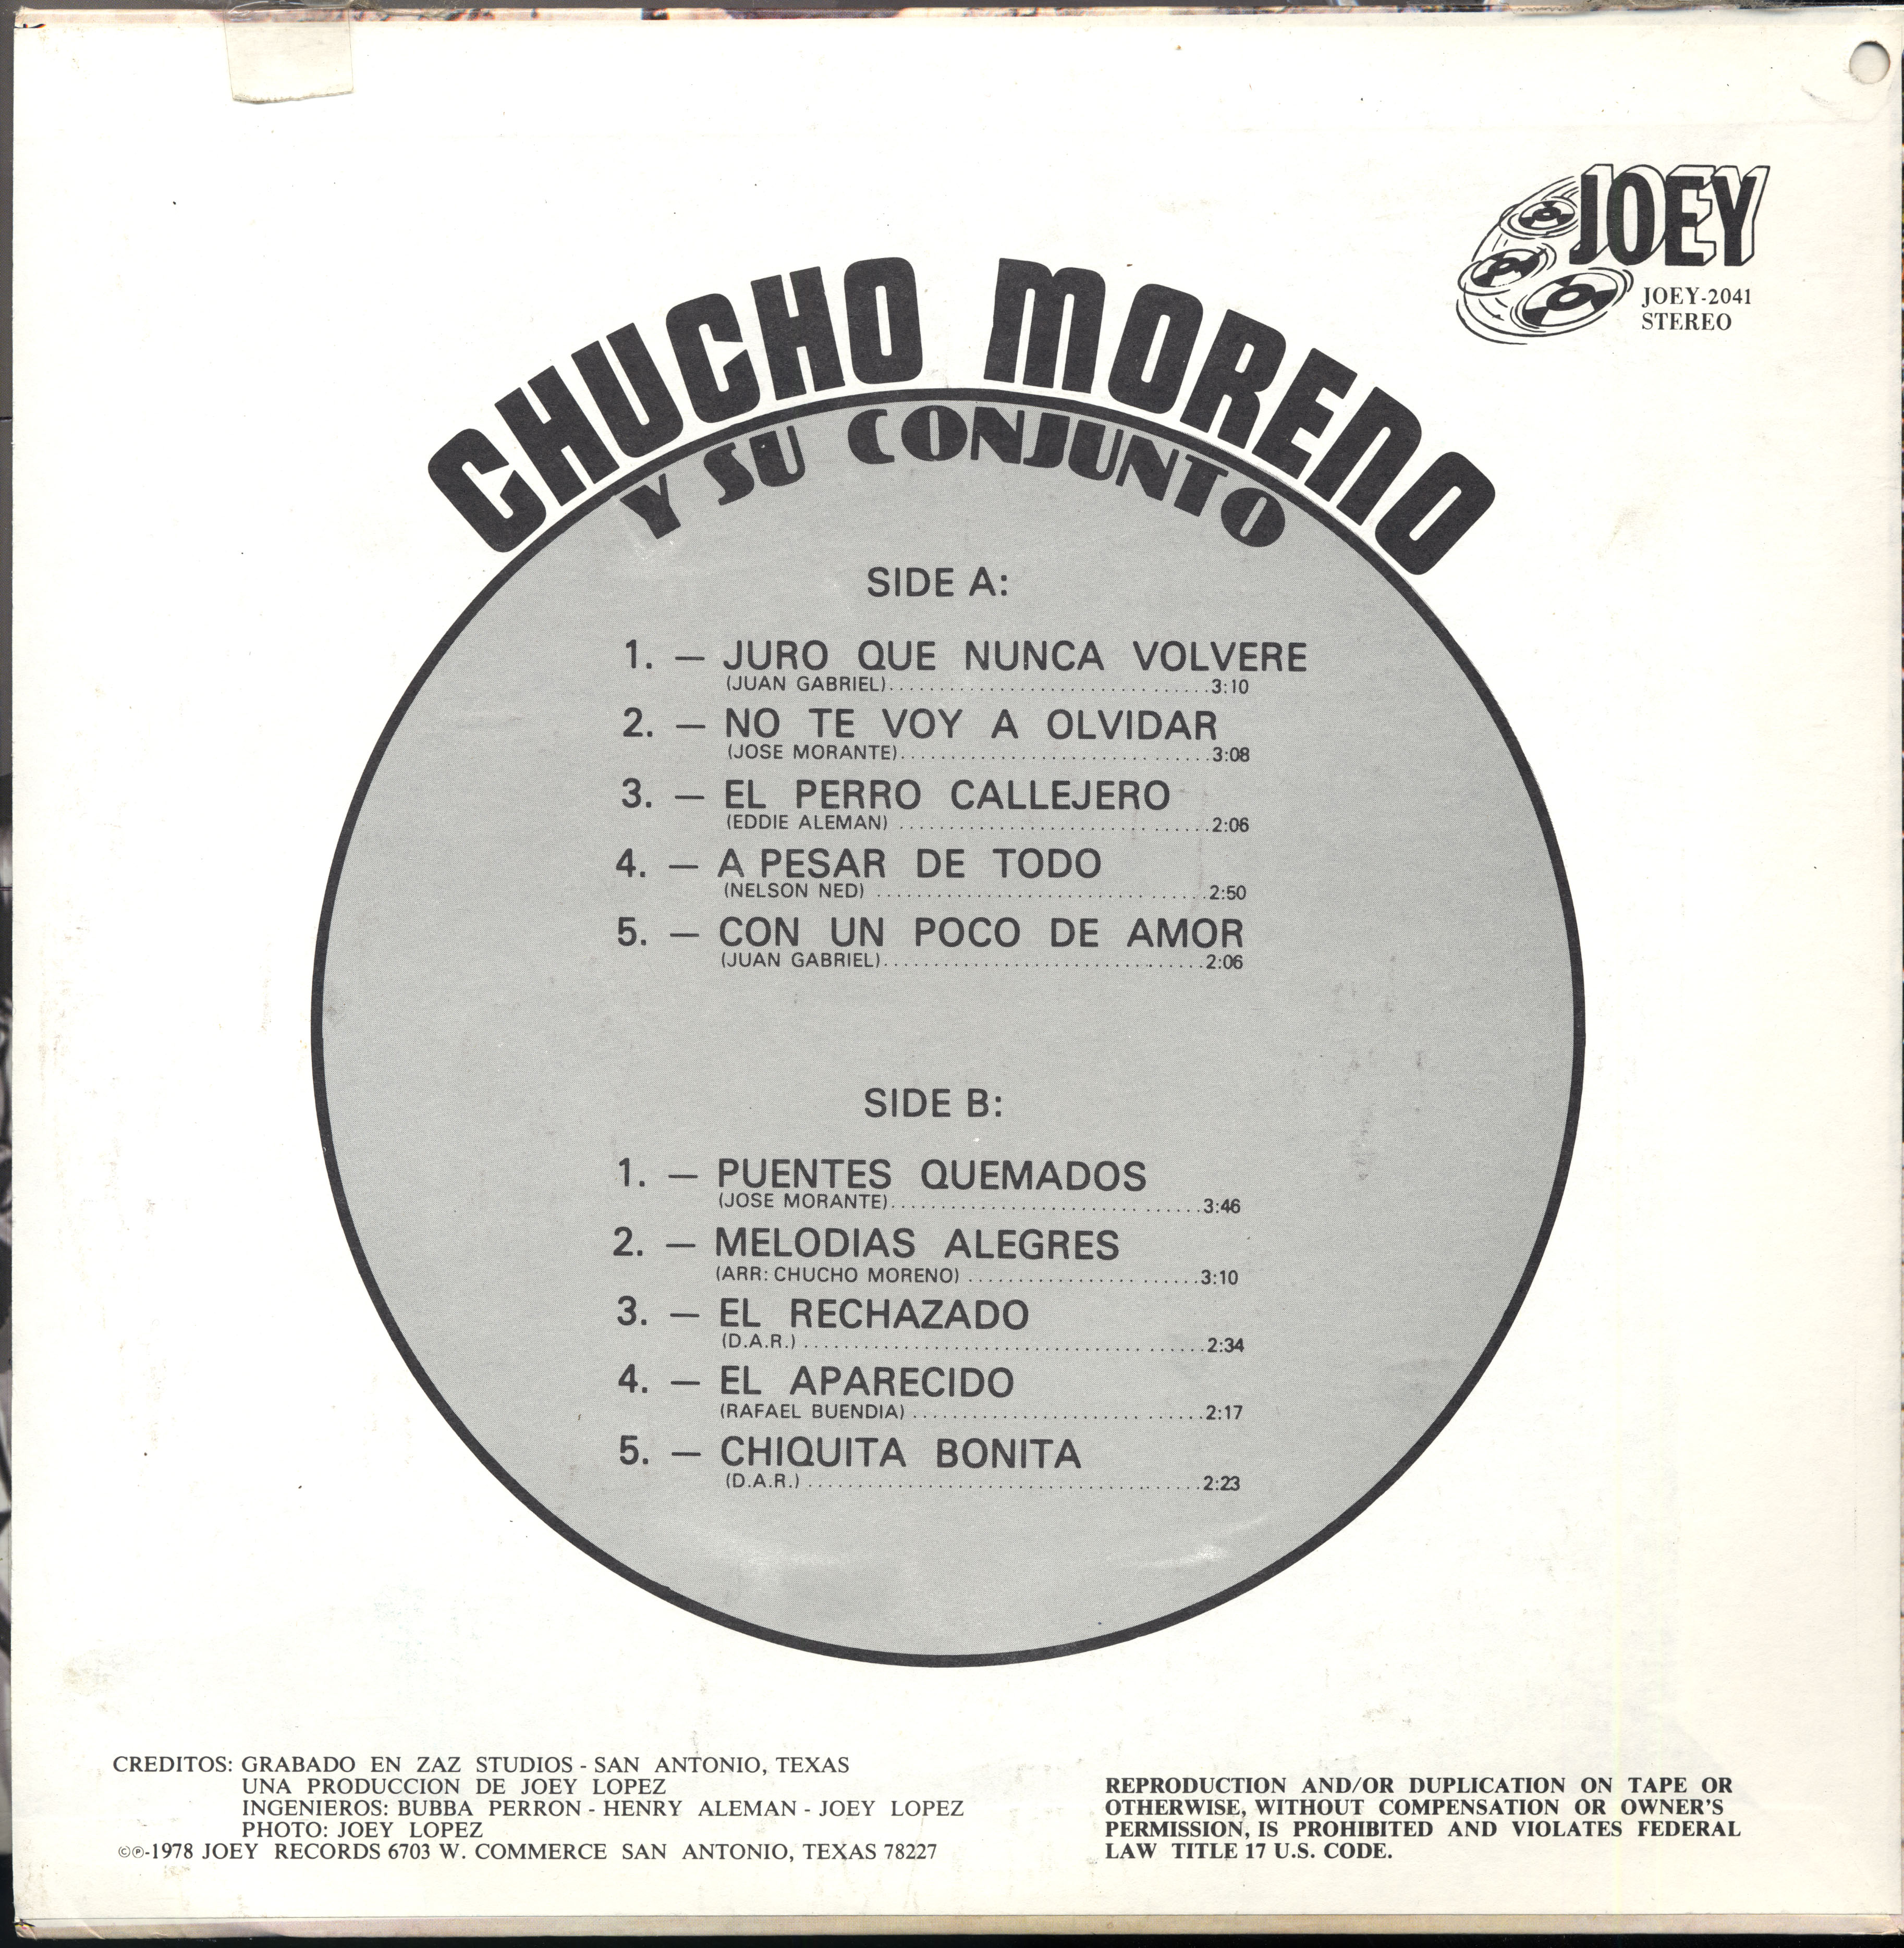 JOEY
JOEY-2041
STEREO
CHUCHO MORENO
Y SU CONJUNTO
SIDE A:
1. — JURO QUE NUNCA VOLVERE
(JUAN GABRIEL)................................3:10
2. — NO TE VOY A OLVIDAR
(JOSE MORANTE)...............................3:08
3. — EL PERRO CALLEJERO
(EDDIE ALEMAN) ...............................2:06
4. — A PESAR DE TODO
(NELSON NED) .................................2:50
5. — CON UN POCO DE AMOR
(JUAN GABRIEL)................................2:06
SIDE B:
1. — PUENTES QUEMADOS
(JOSE MORANTE)...............................3:46
2. — MELODIAS ALEGRES
(ARR: CHUCHO MORENO) .......................3:10
3. — EL RECHAZADO
(D.A.R.) ........................................2:34
4. — EL APARECIDO
(RAFAEL BUENDIA) .............................2:17
5. — CHIQUITA BONITA
(D.A.R.) .......................................2:23
CREDITOS: GRABADO EN ZAZ STUDIOS - SAN ANTONIO, TEXAS
UNA PRODUCCION DE JOEY LOPEZ
INGENIEROS: BUBBA PERRON - HENRY ALEMAN - JOEY LOPEZ
PHOTO: JOEY LOPEZ
©℗-1978 JOEY RECORDS 6703 W. COMMERCE SAN ANTONIO, TEXAS 78227
REPRODUCTION AND/OR DUPLICATION ON TAPE OR
OTHERWISE, WITHOUT COMPENSATION OR OWNER'S
PERMISSION, IS PROHIBITED AND VIOLATES FEDERAL
LAW TITLE 17 U.S. CODE.